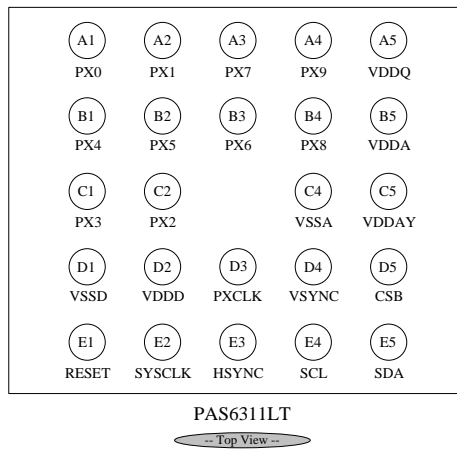 A1 A2 A3 A4 A5
PX0 PX1 PX7 PX9 VDDQ
B1 B2 B3 B4 B5
PX4 PX5 PX6 PX8 VDDA
C1 C2 C4 C5
PX3 PX2 VSSA VDDAY
D1 D2 D3 D4 D5
VSSD VDDD PXCLK VSYNC CSB
E1 E2 E3 E4 E5
RESET SYSCLK HSYNC SCL SDA
PAS6311LT
-- Top View --